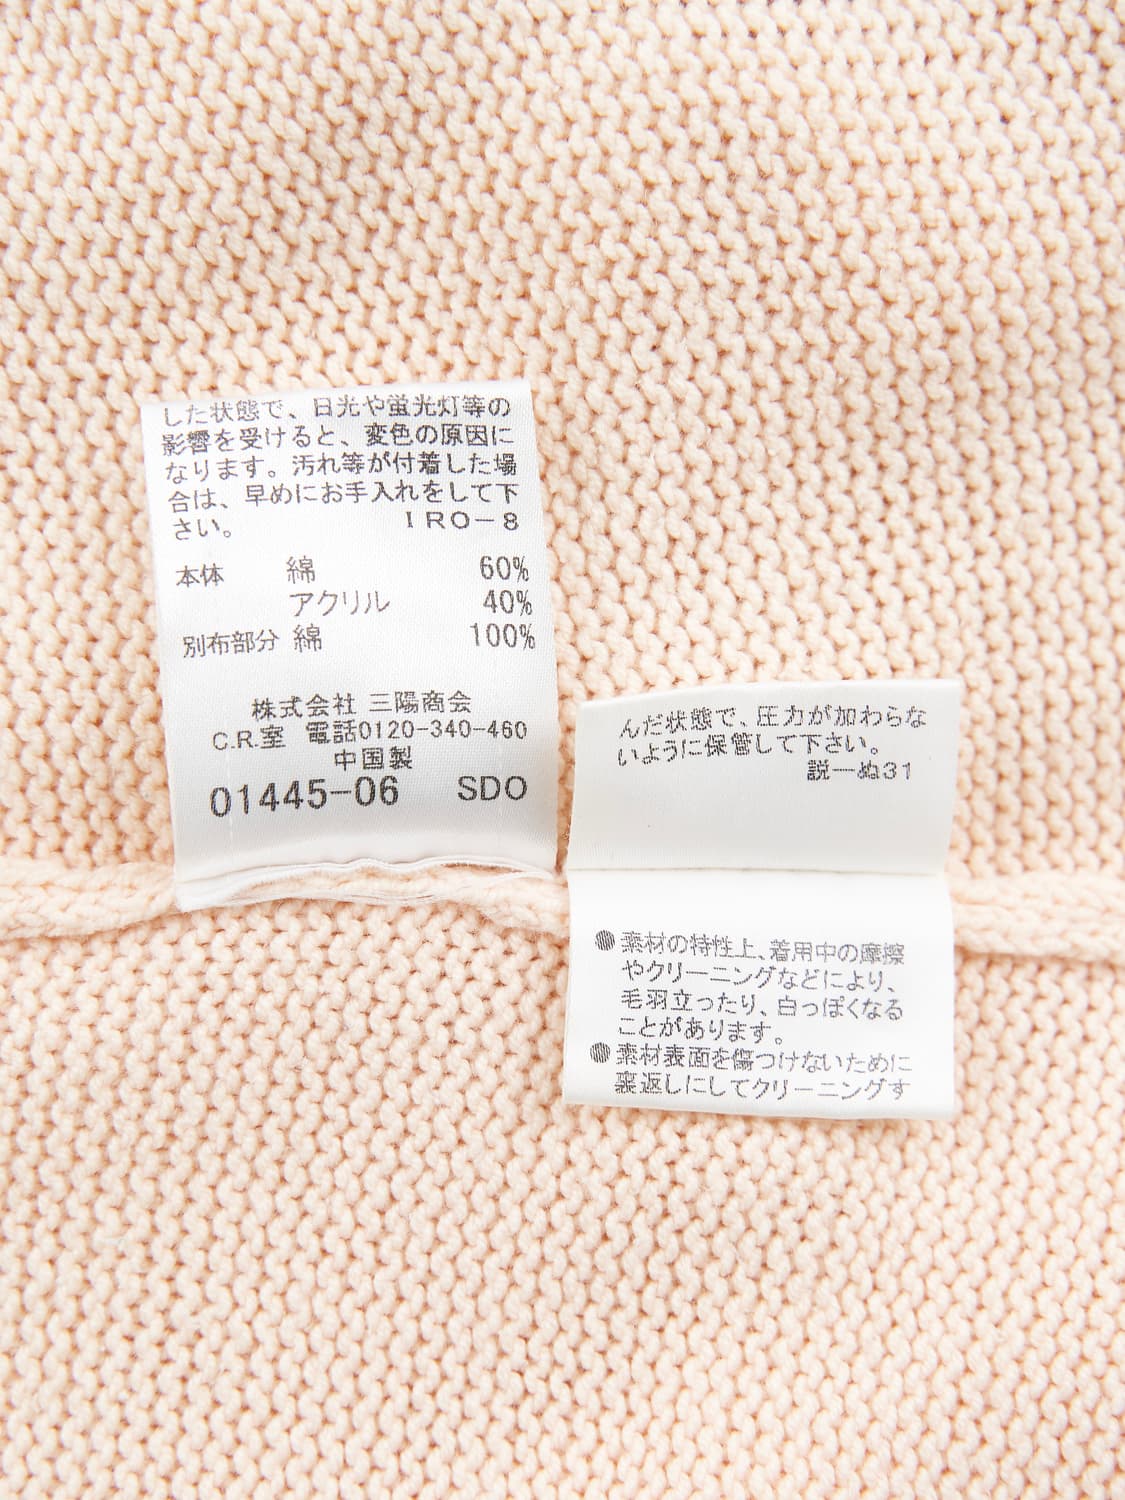 した状態で、日光や蛍光灯等の
影響を受けると、変色の原因に
なります。汚れ等が付着した場
合は、早めにお手入れをして下
さい。 IRO-8
本体 綿 60%
アクリル 40%
別布部分 綿 100%
株式会社 三陽商会
C.R.室 電話0120-340-460
中国製
01445-06 SDO
んだ状態で、圧力が加わらな
いように保管して下さい。
説ーぬ31
●素材の特性上、着用中の摩擦
やクリーニングなどにより、
毛羽立ったり、白っぽくなる
ことがあります。
●素材表面を傷つけないために
裏返しにしてクリーニングす